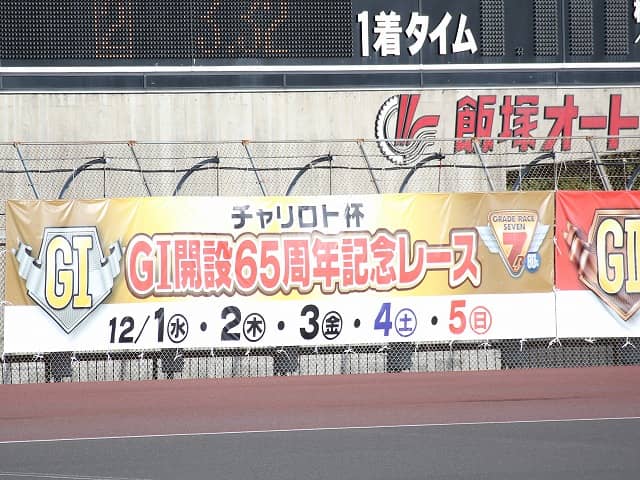 1着タイム
飯塚オート
チャリロト杯
GI
GI開設65周年記念レース
GRADE RACE
SEVEN
7
12/1㊌・2㊍・3㊎・4㊏・5㊐
GI